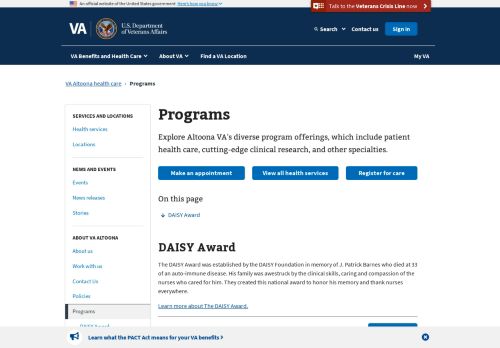 An official website of the United States government Here's how you know
Talk to the Veterans Crisis Line now
VA
U.S. Department
of Veterans Affairs
Search
Contact us
Sign in
VA Benefits and Health Care
About VA
Find a VA Location
My VA
VA Altoona health care › Programs
SERVICES AND LOCATIONS
Health services
Locations
NEWS AND EVENTS
Events
News releases
Stories
ABOUT VA ALTOONA
About us
Work with us
Contact Us
Policies
Programs
DAISY Award
Programs
Explore Altoona VA's diverse program offerings, which include patient
health care, cutting-edge clinical research, and other specialties.
Make an appointment
View all health services
Register for care
On this page
DAISY Award
DAISY Award
The DAISY Award was established by the DAISY Foundation in memory of J. Patrick Barnes who died at 33
of an auto-immune disease. His family was awestruck by the clinical skills, caring and compassion of the
nurses who cared for him. They created this national award to honor his memory and thank nurses
everywhere.
Learn more about The DAISY Award.
Learn what the PACT Act means for your VA benefits